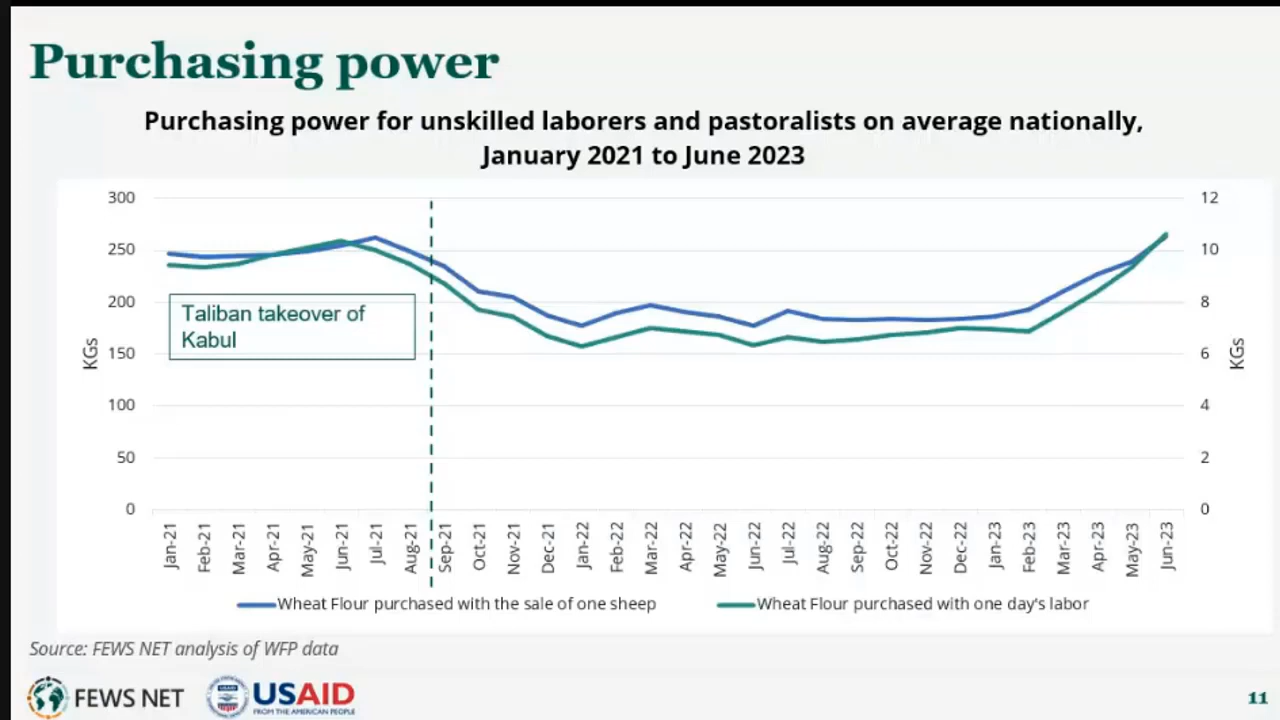 Purchasing power
Purchasing power for unskilled laborers and pastoralists on average nationally,
January 2021 to June 2023
300
250
200
150
100
50
0
KGs
12
10
8
6
4
2
0
KGs
Taliban takeover of
Kabul
Jan-21
Feb-21
Mar-21
Apr-21
May-21
Jun-21
Jul-21
Aug-21
Sep-21
Oct-21
Nov-21
Dec-21
Jan-22
Feb-22
Mar-22
Apr-22
May-22
Jun-22
Jul-22
Aug-22
Sep-22
Oct-22
Nov-22
Dec-22
Jan-23
Feb-23
Mar-23
Apr-23
May-23
Jun-23
Wheat Flour purchased with the sale of one sheep
Wheat Flour purchased with one day's labor
Source: FEWS NET analysis of WFP data
FEWS NET
USAID
FROM THE AMERICAN PEOPLE
11